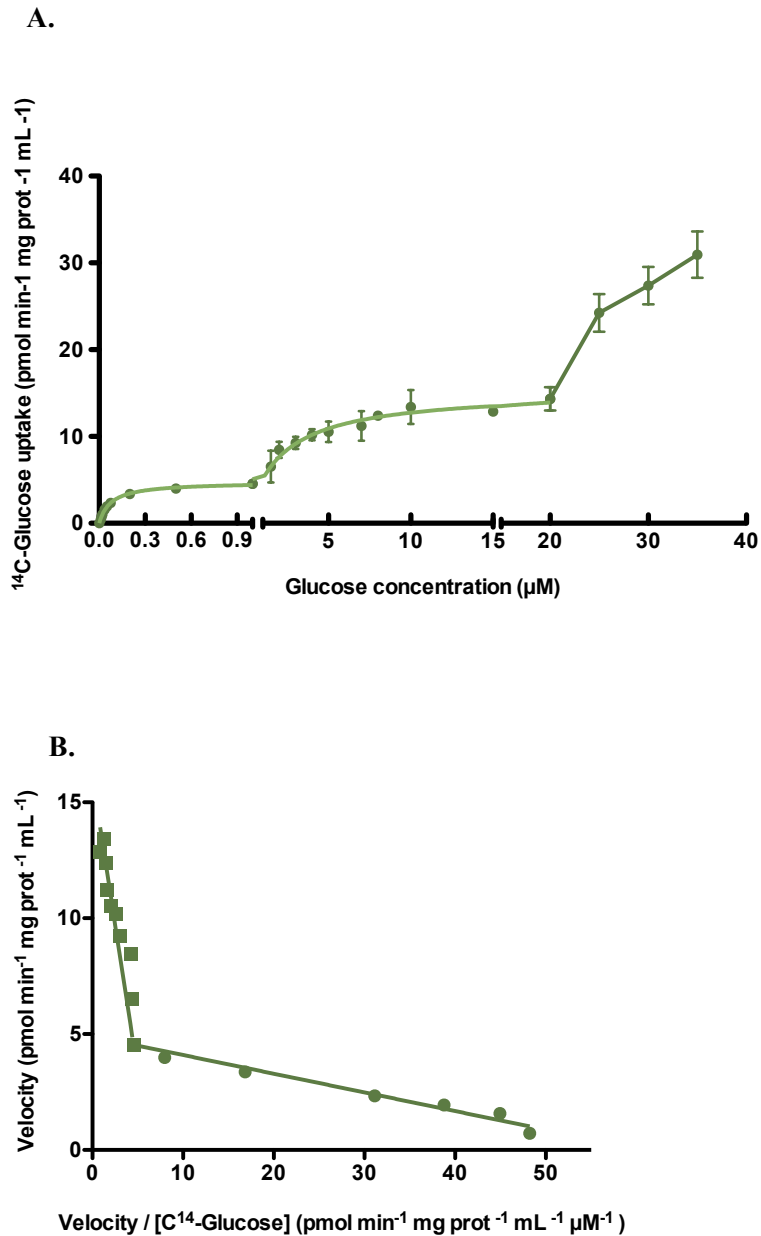 A.
¹⁴C-Glucose uptake (pmol min-1 mg prot -1 mL -1)
40
30
20
10
0
0.0 0.3 0.6 0.9 5 10 15 20 30 40
Glucose concentration (µM)
B.
Velocity (pmol min⁻¹ mg prot ⁻¹ mL ⁻¹)
15
10
5
0
0 10 20 30 40 50
Velocity / [C¹⁴-Glucose] (pmol min⁻¹ mg prot ⁻¹ mL ⁻¹ µM⁻¹ )